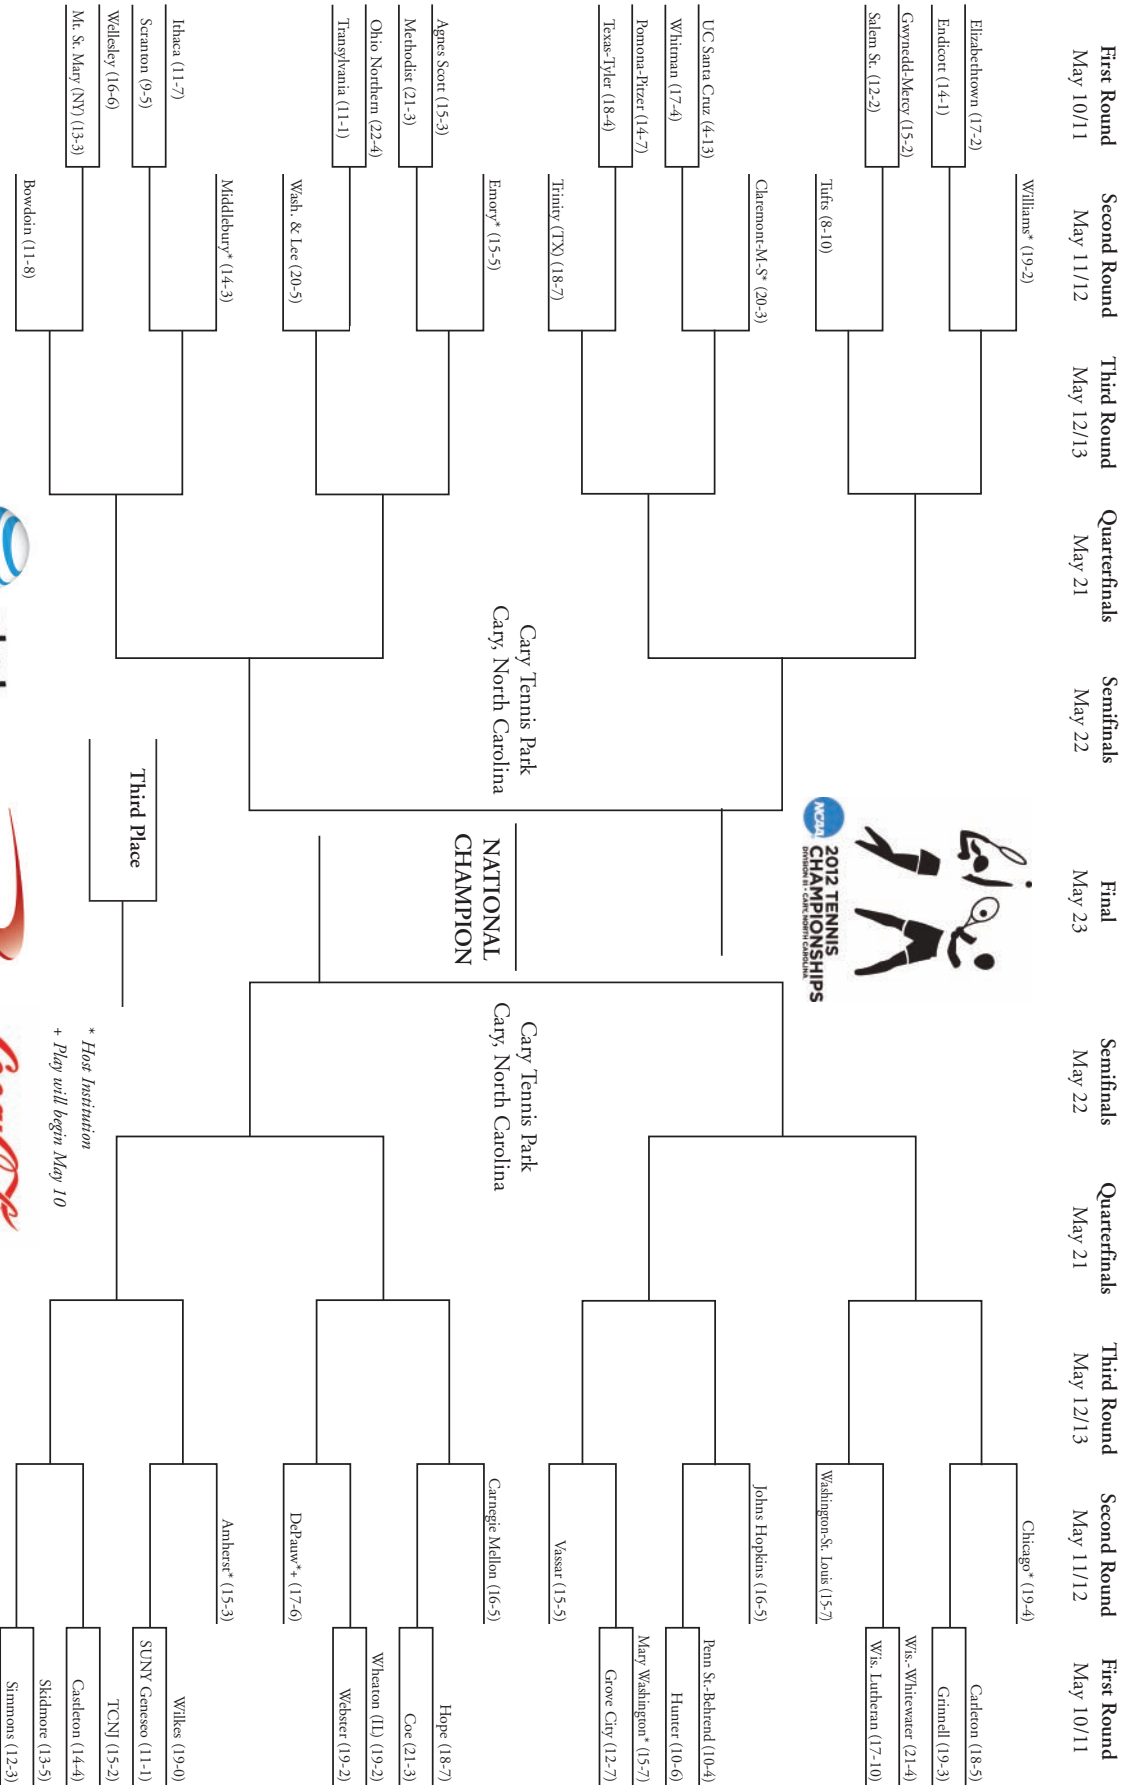 First Round
May 10/11
Second Round
May 11/12
Third Round
May 12/13
Quarterfinals
May 21
Semifinals
May 22
Final
May 23
Semifinals
May 22
Quarterfinals
May 21
Third Round
May 12/13
Second Round
May 11/12
First Round
May 10/11
Williams* (19-2)
Elizabethtown (17-2)
Endicott (14-1)
Gwynedd-Mercy (15-2)
Salem St. (12-2)
Tufts (8-10)
Claremont-M-S* (20-3)
UC Santa Cruz (4-13)
Whitman (17-4)
Pomona-Pitzer (14-7)
Texas-Tyler (18-4)
Trinity (TX) (18-7)
Emory* (15-5)
Agnes Scott (15-3)
Methodist (21-3)
Ohio Northern (22-4)
Transylvania (11-1)
Wash. & Lee (20-5)
Middlebury* (14-3)
Ithaca (11-7)
Scranton (9-5)
Wellesley (16-6)
Mt. St. Mary (NY) (13-3)
Bowdoin (11-8)
Cary Tennis Park
Cary, North Carolina
NCAA
2012 TENNIS
CHAMPIONSHIPS
DIVISION III • CARY, NORTH CAROLINA
NATIONAL
CHAMPION
Third Place
Cary Tennis Park
Cary, North Carolina
* Host Institution
+ Play will begin May 10
Chicago* (19-4)
Carleton (18-5)
Grinnell (19-3)
Wis.-Whitewater (21-4)
Wis. Lutheran (17-10)
Washington-St. Louis (15-7)
Johns Hopkins (16-5)
Penn St.-Behrend (10-4)
Hunter (10-6)
Mary Washington* (15-7)
Grove City (12-7)
Vassar (15-5)
Carnegie Mellon (16-5)
Hope (18-7)
Coe (21-3)
Wheaton (IL) (19-2)
Webster (19-2)
DePauw*+ (17-6)
Amherst* (15-3)
Wilkes (19-0)
SUNY Geneseo (11-1)
TCNJ (15-2)
Castleton (14-4)
Skidmore (13-5)
Simmons (12-3)